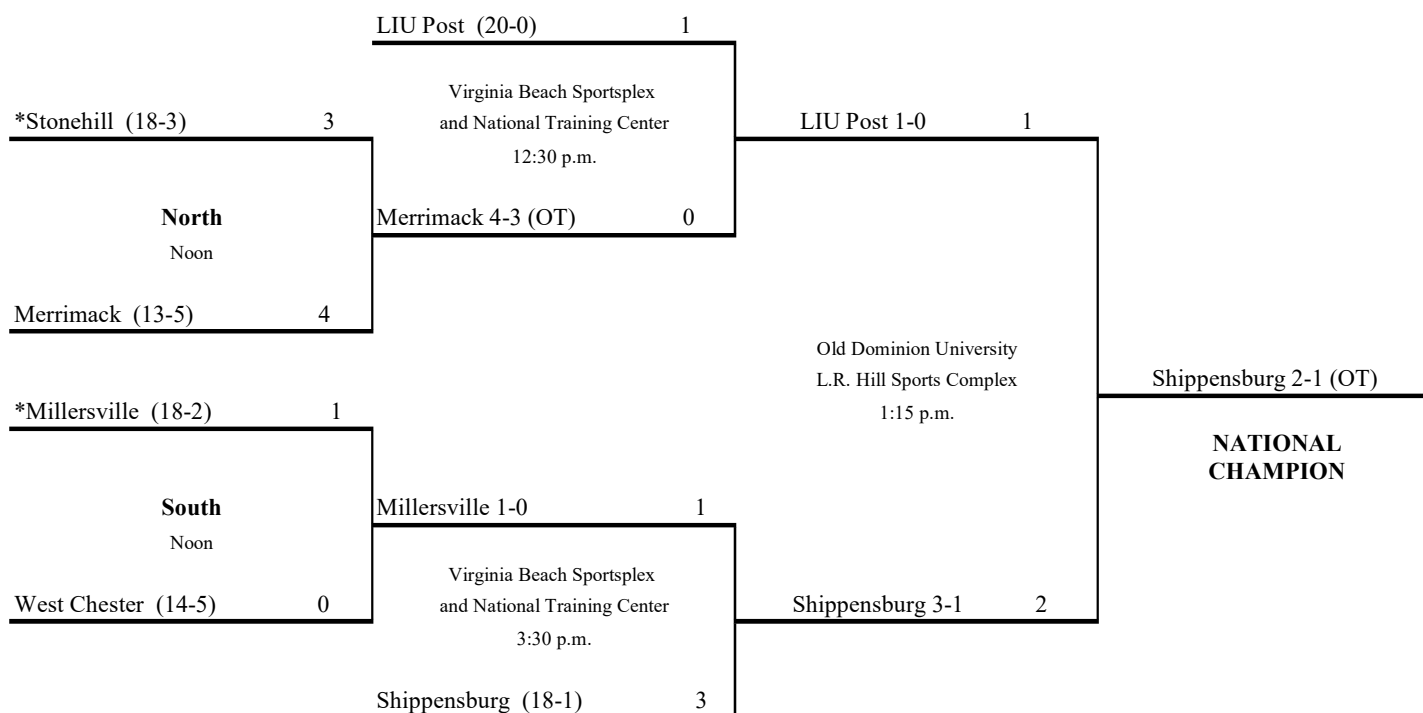 LIU Post (20-0) 1
Virginia Beach Sportsplex
and National Training Center
12:30 p.m.
*Stonehill (18-3) 3
LIU Post 1-0 1
North
Noon
Merrimack 4-3 (OT) 0
Merrimack (13-5) 4
Old Dominion University
L.R. Hill Sports Complex
1:15 p.m.
Shippensburg 2-1 (OT)
NATIONAL
CHAMPION
*Millersville (18-2) 1
South
Noon
Millersville 1-0 1
Virginia Beach Sportsplex
and National Training Center
3:30 p.m.
West Chester (14-5) 0
Shippensburg 3-1 2
Shippensburg (18-1) 3